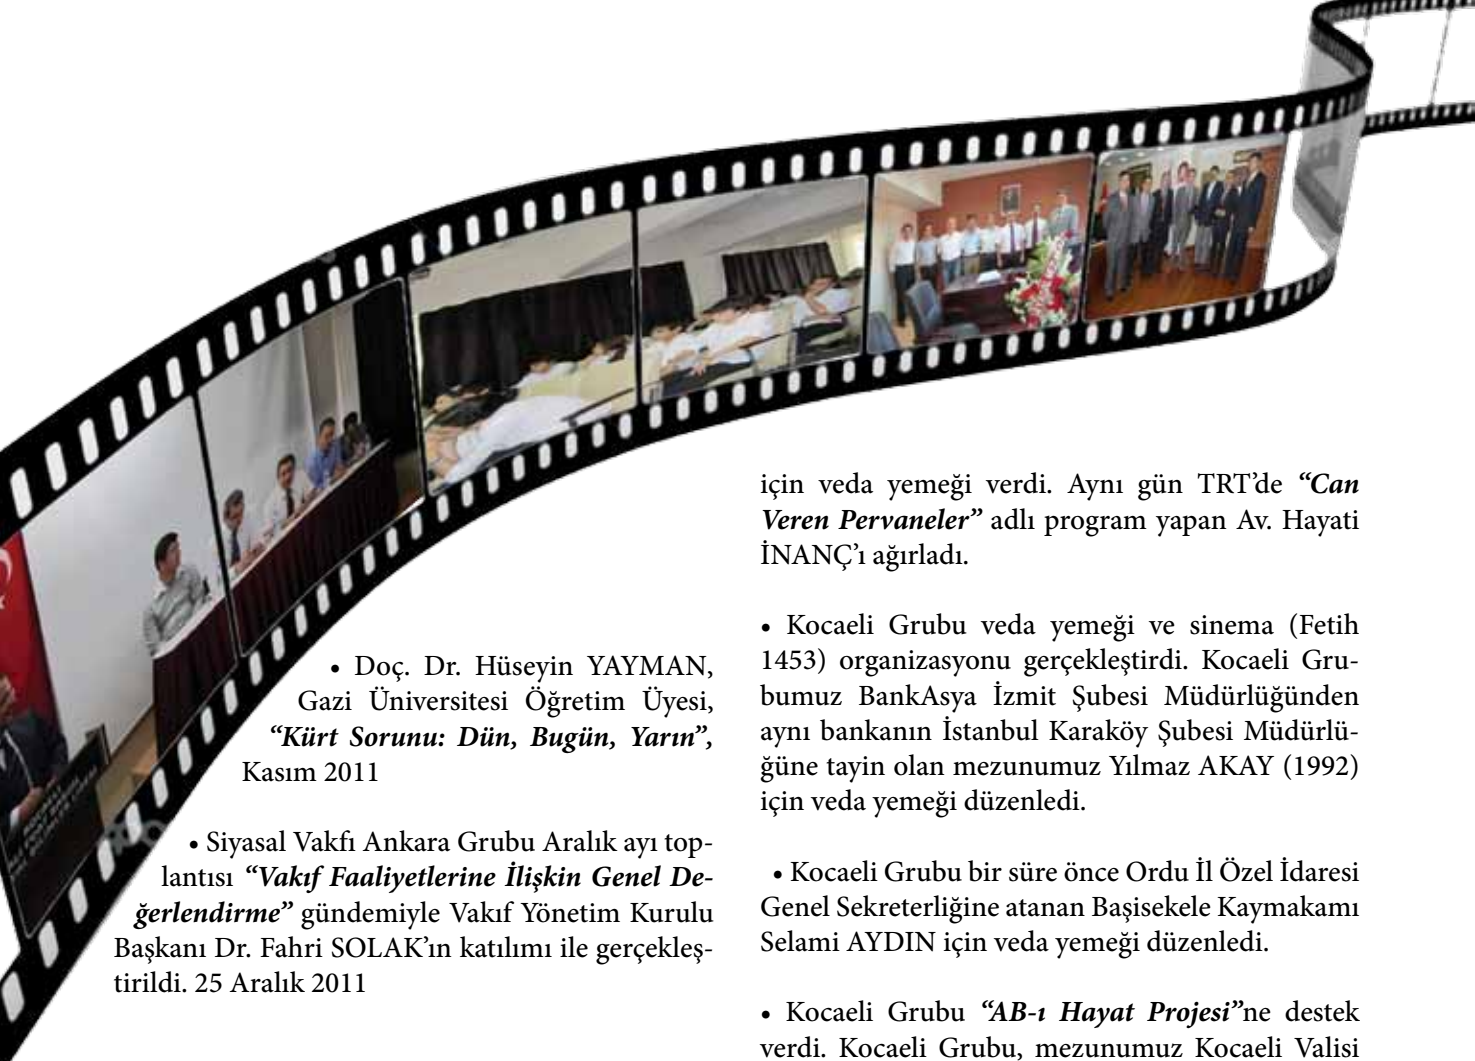 • Doç. Dr. Hüseyin YAYMAN,
Gazi Üniversitesi Öğretim Üyesi,
“Kürt Sorunu: Dün, Bugün, Yarın”,
Kasım 2011
• Siyasal Vakfı Ankara Grubu Aralık ayı top-
lantısı “Vakıf Faaliyetlerine İlişkin Genel De-
ğerlendirme” gündemiyle Vakıf Yönetim Kurulu
Başkanı Dr. Fahri SOLAK’ın katılımı ile gerçekleş-
tirildi. 25 Aralık 2011
için veda yemeği verdi. Aynı gün TRT’de “Can
Veren Pervaneler” adlı program yapan Av. Hayati
İNANÇ’ı ağırladı.
• Kocaeli Grubu veda yemeği ve sinema (Fetih
1453) organizasyonu gerçekleştirdi. Kocaeli Gru-
bumuz BankAsya İzmit Şubesi Müdürlüğünden
aynı bankanın İstanbul Karaköy Şubesi Müdürlü-
ğüne tayin olan mezunumuz Yılmaz AKAY (1992)
için veda yemeği düzenledi.
• Kocaeli Grubu bir süre önce Ordu İl Özel İdaresi
Genel Sekreterliğine atanan Başisekele Kaymakamı
Selami AYDIN için veda yemeği düzenledi.
• Kocaeli Grubu “AB-ı Hayat Projesi”ne destek
verdi. Kocaeli Grubu, mezunumuz Kocaeli Valisi